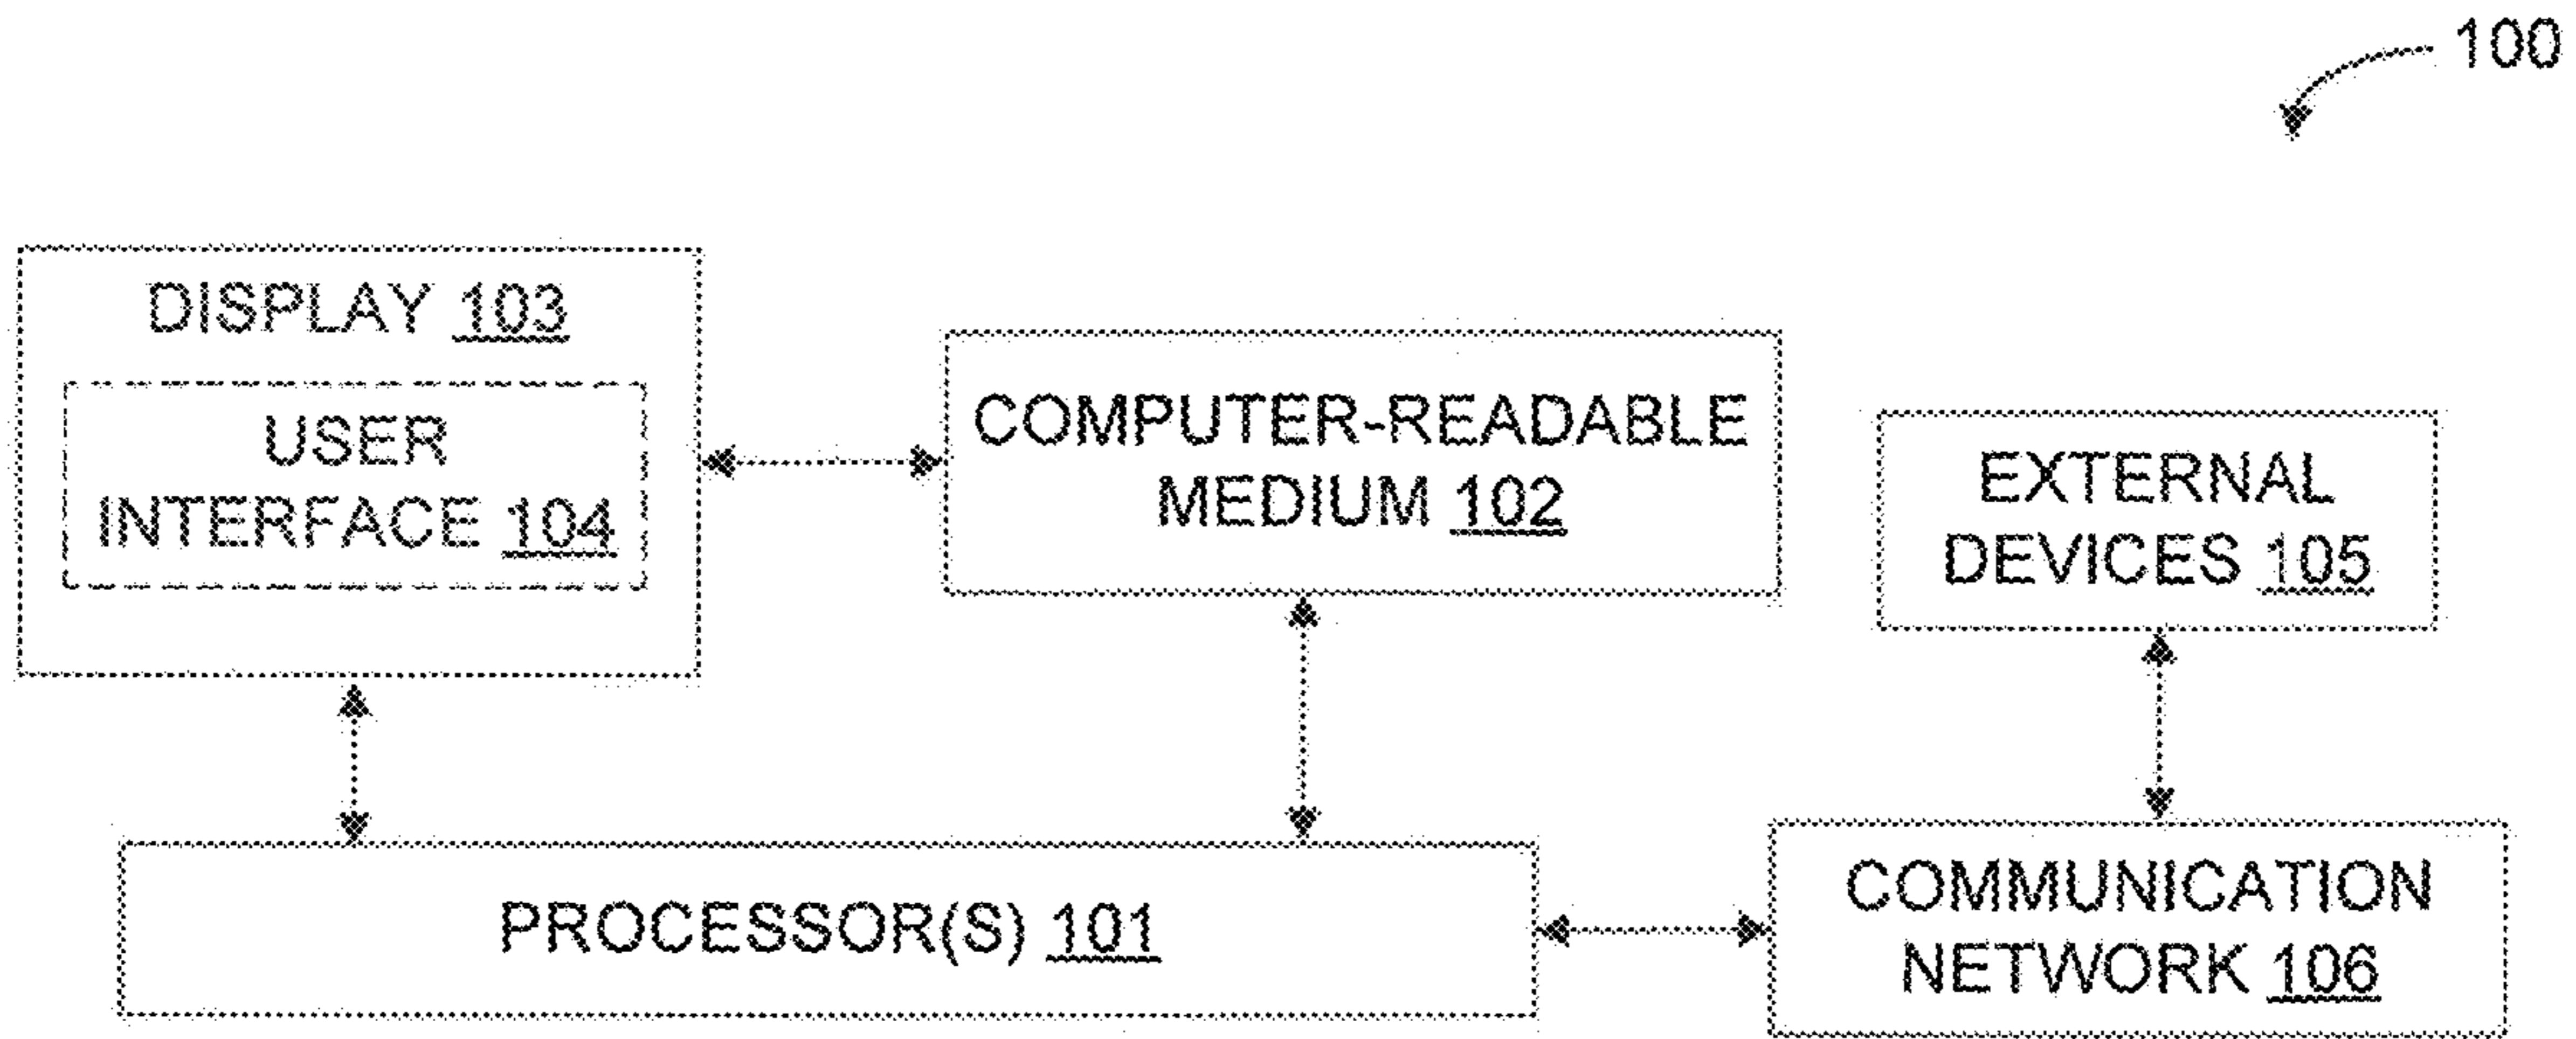 100
DISPLAY 103
USER
INTERFACE 104
COMPUTER-READABLE
MEDIUM 102
EXTERNAL
DEVICES 105
PROCESSOR(S) 101
COMMUNICATION
NETWORK 106